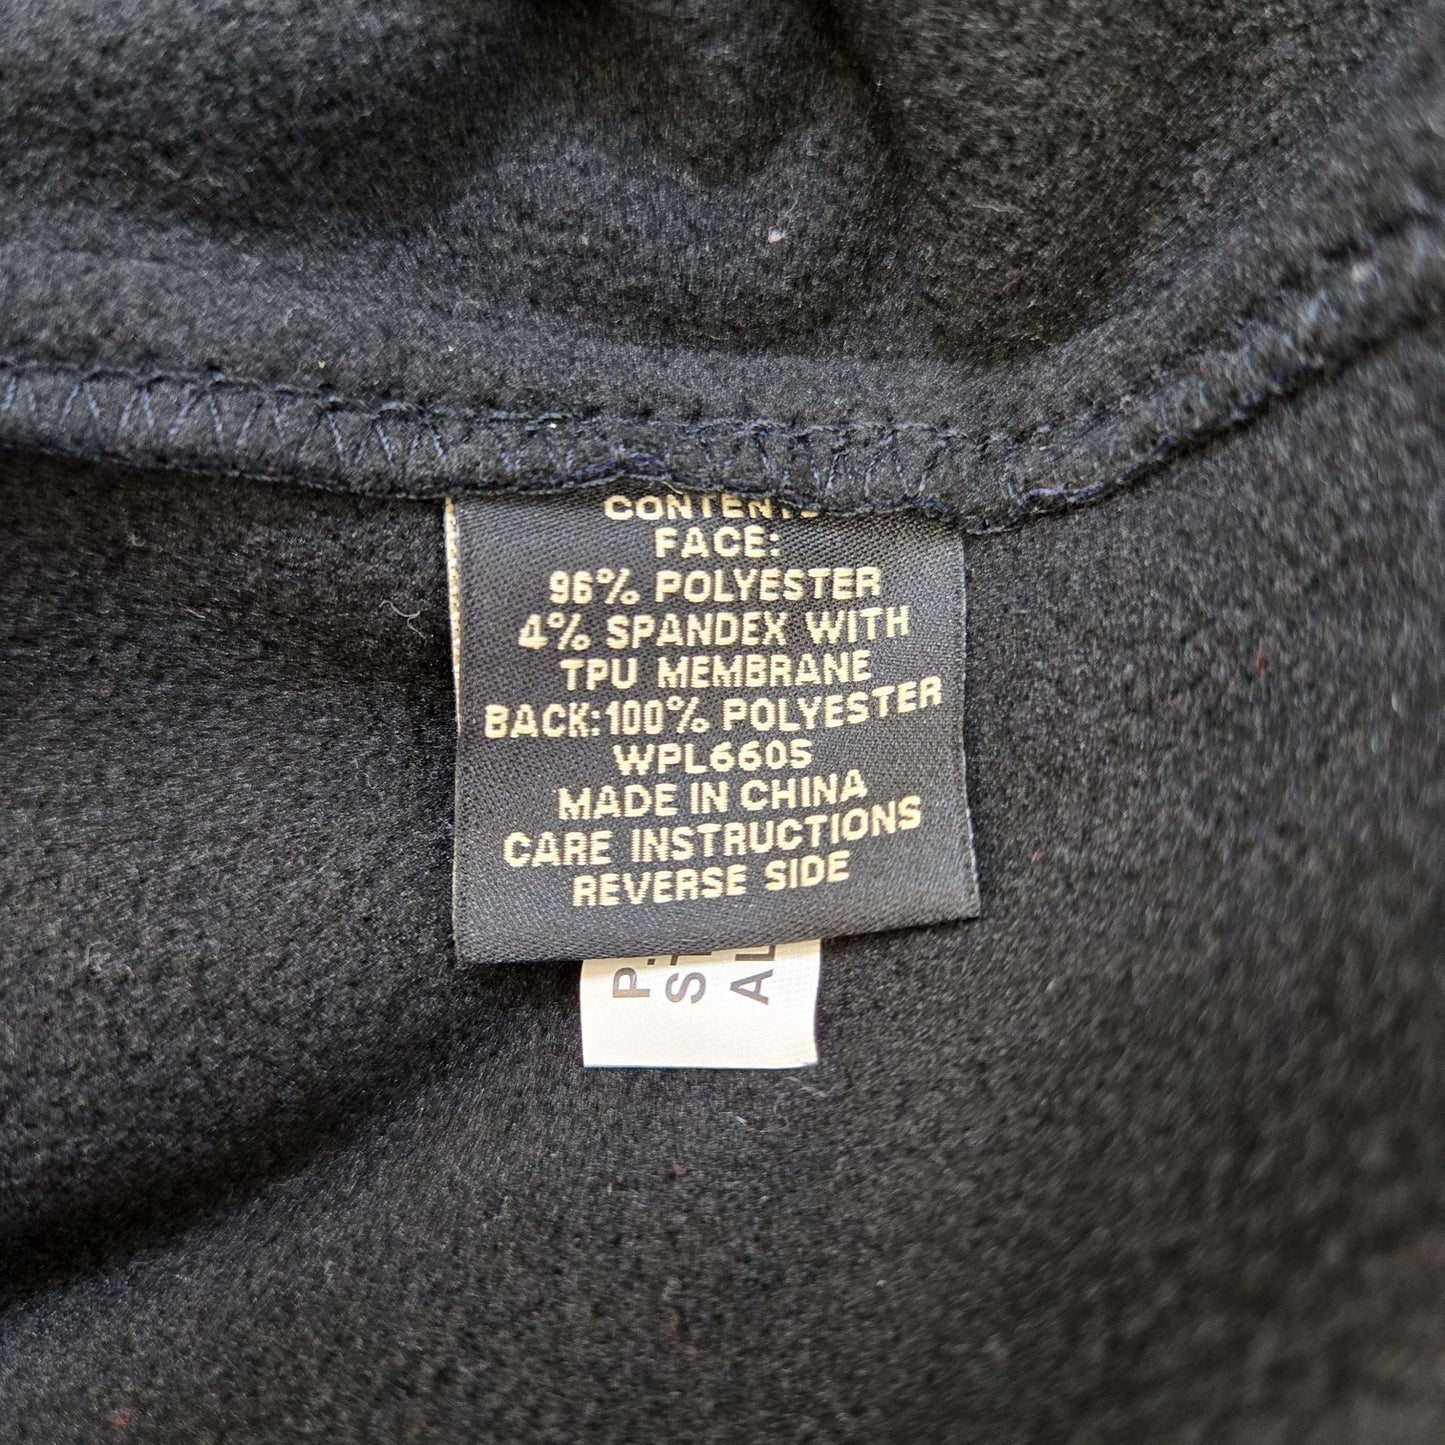 CONTENTS
FACE:
96% POLYESTER
4% SPANDEX WITH
TPU MEMBRANE
BACK:100% POLYESTER
WPL6605
MADE IN CHINA
CARE INSTRUCTIONS
REVERSE SIDE